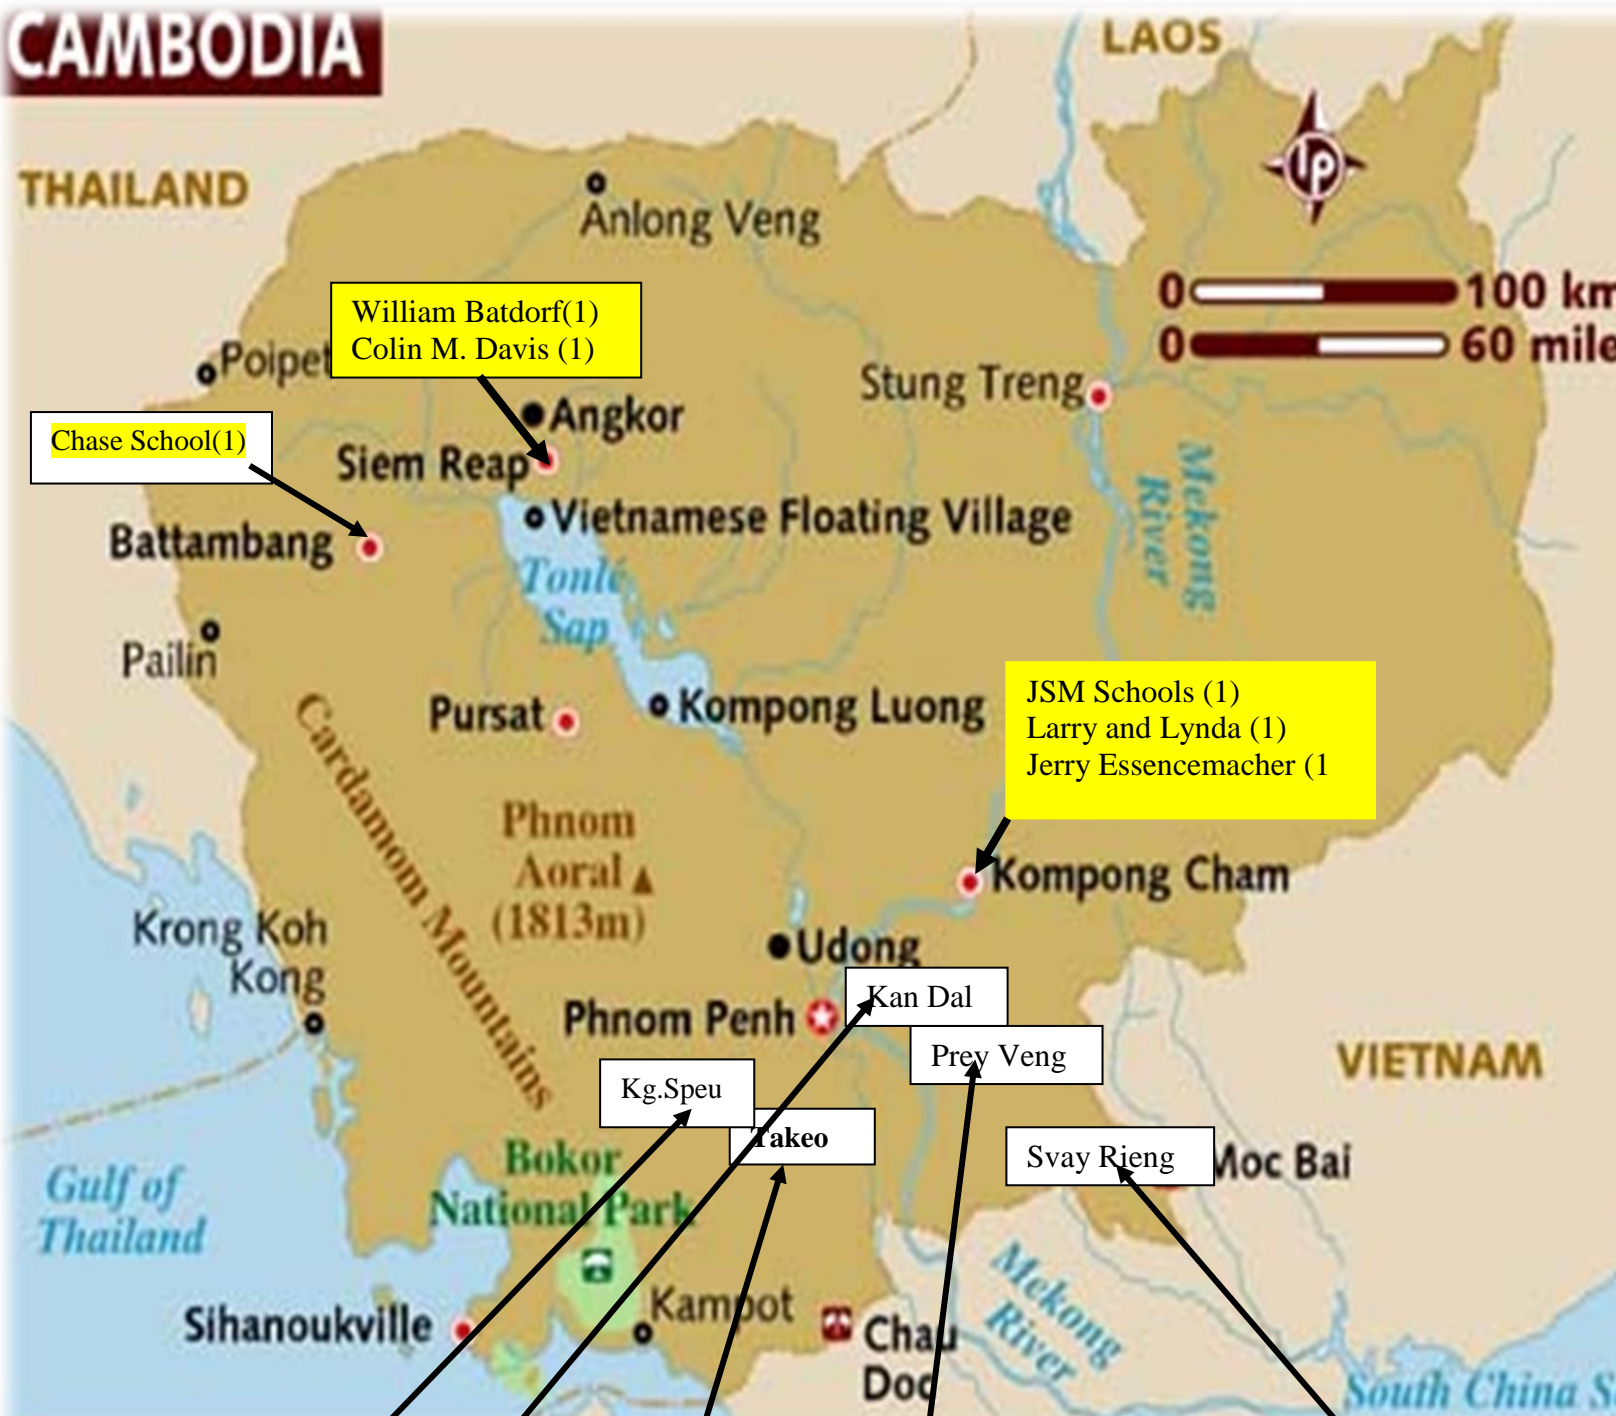 CAMBODIA
LAOS
THAILAND
lp
Anlong Veng
0 100 km
0 60 mile
William Batdorf(1)
Colin M. Davis (1)
Poipet
Stung Treng
Angkor
Chase School(1)
Siem Reap
Mekong
River
Vietnamese Floating Village
Battambang
Tonlé
Sap
Pailin
JSM Schools (1)
Larry and Lynda (1)
Jerry Essencemacher (1
Pursat
Kompong Luong
Cardamom Mountains
Phnom
Aoral
(1813m)
Kompong Cham
Krong Koh
Kong
Udong
Kan Dal
Phnom Penh
Prey Veng
VIETNAM
Kg.Speu
Takeo
Svay Rieng
Moc Bai
Bokor
National Park
Gulf of
Thailand
Mekong
River
Kampot
Sihanoukville
Chau
Doc
South China S